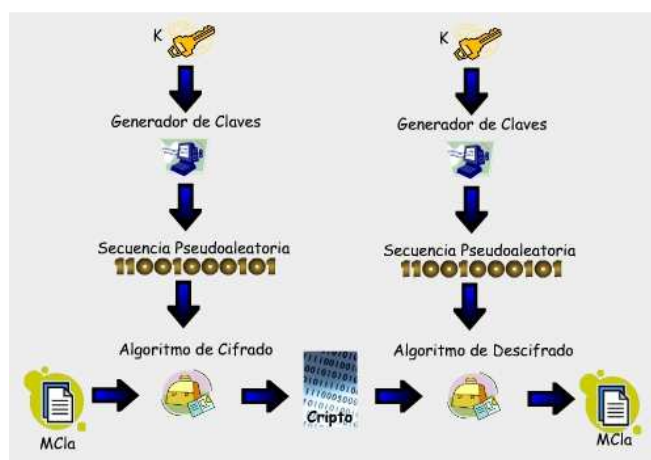 K
K
Generador de Claves
Generador de Claves
Secuencia Pseudoaleatoria
11001000101
Secuencia Pseudoaleatoria
11001000101
Algoritmo de Cifrado
Algoritmo de Descifrado
Cripto
MCla
MCla